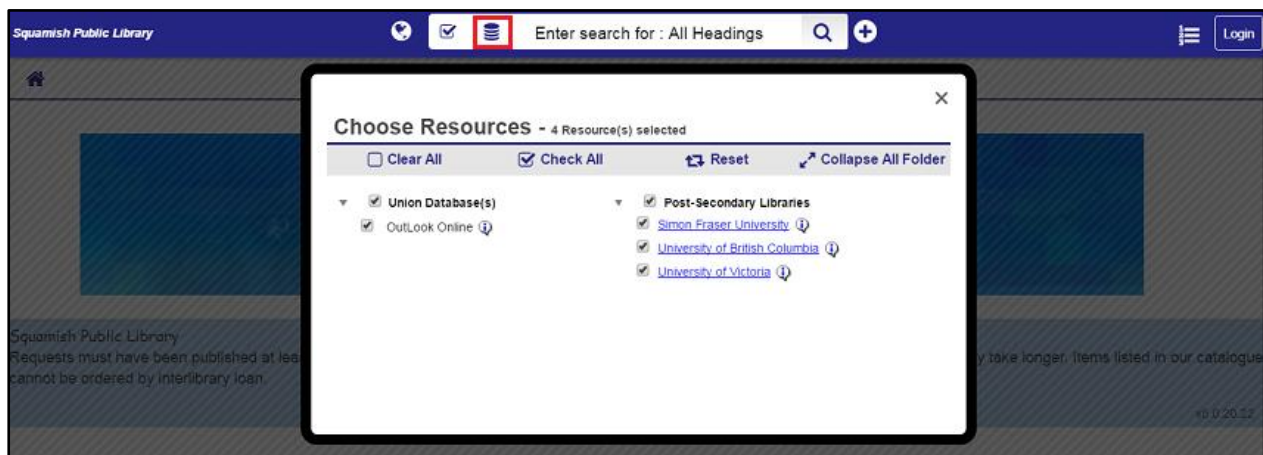 Squamish Public Library
Enter search for : All Headings
Login
Choose Resources - 4 Resource(s) selected
Clear All Check All Reset Collapse All Folder
Union Database(s)
OutLook Online
Post-Secondary Libraries
Simon Fraser University
University of British Columbia
University of Victoria
Squamish Public Library
Requests must have been published at lea
y take longer. Items listed in our catalogue
cannot be ordered by interlibrary loan.